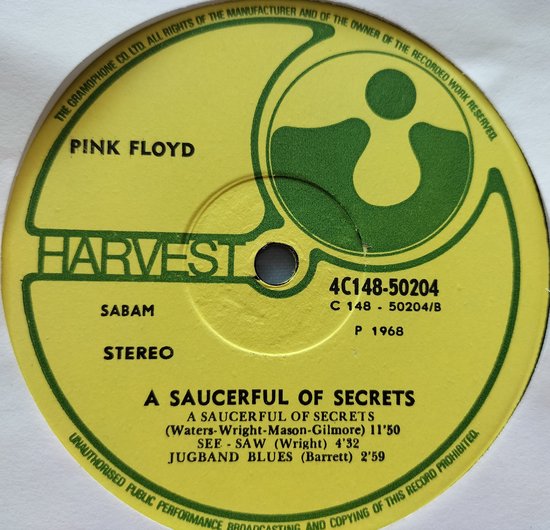 THE GRAMOPHONE CO LTD. ALL RIGHTS OF THE MANUFACTURER AND OF THE OWNER OF THE RECORDED WORK RESERVED.
PINK FLOYD
HARVEST
4C148-50204
C 148 - 50204/B
SABAM
P 1968
STEREO
A SAUCERFUL OF SECRETS
A SAUCERFUL OF SECRETS
(Waters-Wright-Mason-Gilmore) 11'50
SEE - SAW (Wright) 4'32
JUGBAND BLUES (Barrett) 2'59
UNAUTHORISED PUBLIC PERFORMANCE BROADCASTING AND COPYING OF THIS RECORD PROHIBITED.